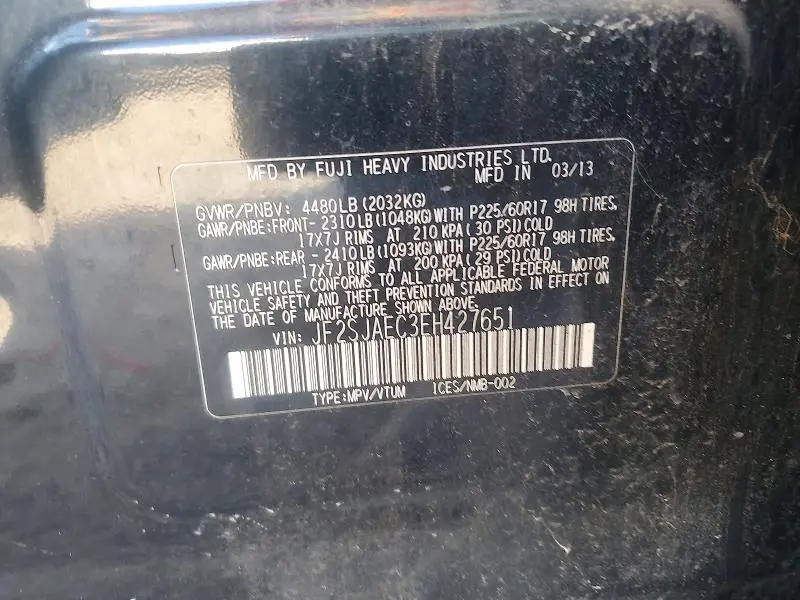 MFD BY FUJI HEAVY INDUSTRIES LTD.
MFD IN 03/13
GVWR/PNBV: 4480LB (2032KG)
GAWR/PNBE:FRONT- 2310LB (1048KG) WITH P225/60R17 98H TIRES,
17X7J RIMS AT 210 KPA ( 30 PSI) COLD
GAWR/PNBE:REAR - 2410LB (1093KG) WITH P225/60R17 98H TIRES,
17X7J RIMS AT 200 KPA ( 29 PSI) COLD
THIS VEHICLE CONFORMS TO ALL APPLICABLE FEDERAL MOTOR
VEHICLE SAFETY AND THEFT PREVENTION STANDARDS IN EFFECT ON
THE DATE OF MANUFACTURE SHOWN ABOVE.
VIN: JF2SJAEC3EH427651
TYPE:MPV/VTUM ICES/NMB-002